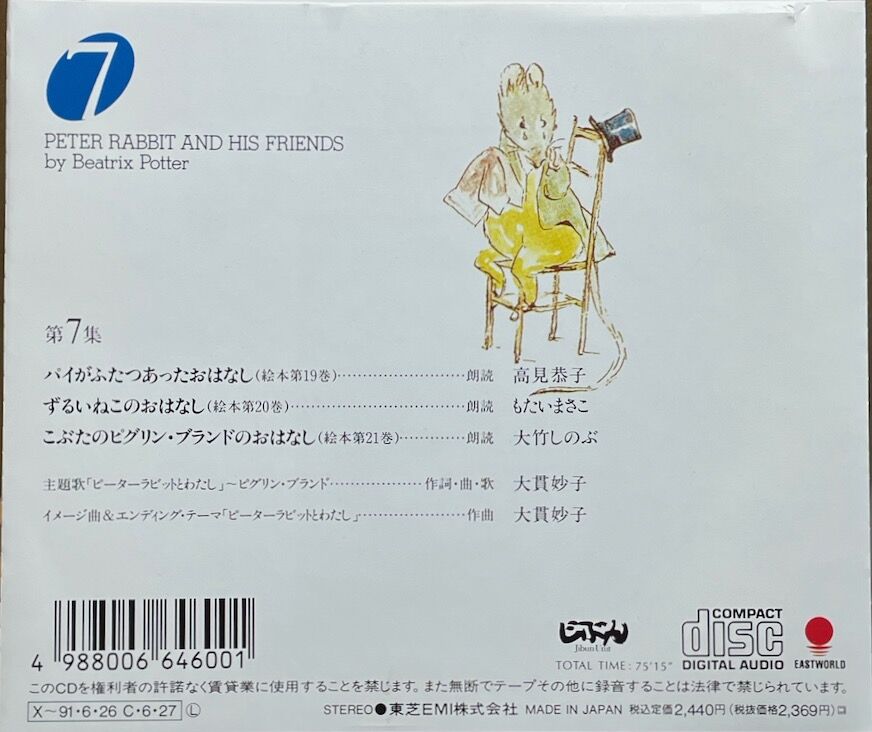 7
PETER RABBIT AND HIS FRIENDS
by Beatrix Potter
第7集
パイがふたつあったおはなし(絵本第19巻)……………………朗読 高見恭子
ずるいねこのおはなし(絵本第20巻)……………………………朗読 もたいまさこ
こぶたのピグリン・ブランドのおはなし(絵本第21巻)…………朗読 大竹しのぶ
主題歌「ピーターラビットとわたし」〜ピグリン・ブランド………………作詞・曲・歌 大貫妙子
イメージ曲&エンディング・テーマ「ピーターラビットとわたし」…………………作曲 大貫妙子
4 988006 646001
じぶん
Jibun Unit
TOTAL TIME: 75'15"
COMPACT
disc
DIGITAL AUDIO
EASTWORLD
このCDを権利者の許諾なく賃貸業に使用することを禁じます。また無断でテープその他に録音することは法律で禁じられています。
X〜91・6・26 C・6・27 Ⓛ
STEREO●東芝EMI株式会社 MADE IN JAPAN 税込定価2,440円(税抜価格2,369円)